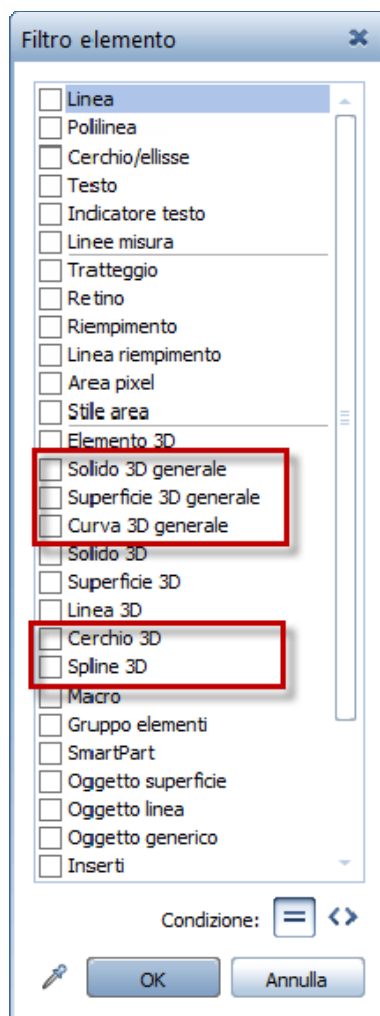 Filtro elemento
Linea
Polilinea
Cerchio/ellisse
Testo
Indicatore testo
Linee misura
Tratteggio
Retino
Riempimento
Linea riempimento
Area pixel
Stile area
Elemento 3D
Solido 3D generale
Superficie 3D generale
Curva 3D generale
Solido 3D
Superficie 3D
Linea 3D
Cerchio 3D
Spline 3D
Macro
Gruppo elementi
SmartPart
Oggetto superficie
Oggetto linea
Oggetto generico
Inserti
Condizione: = <>
OK Annulla